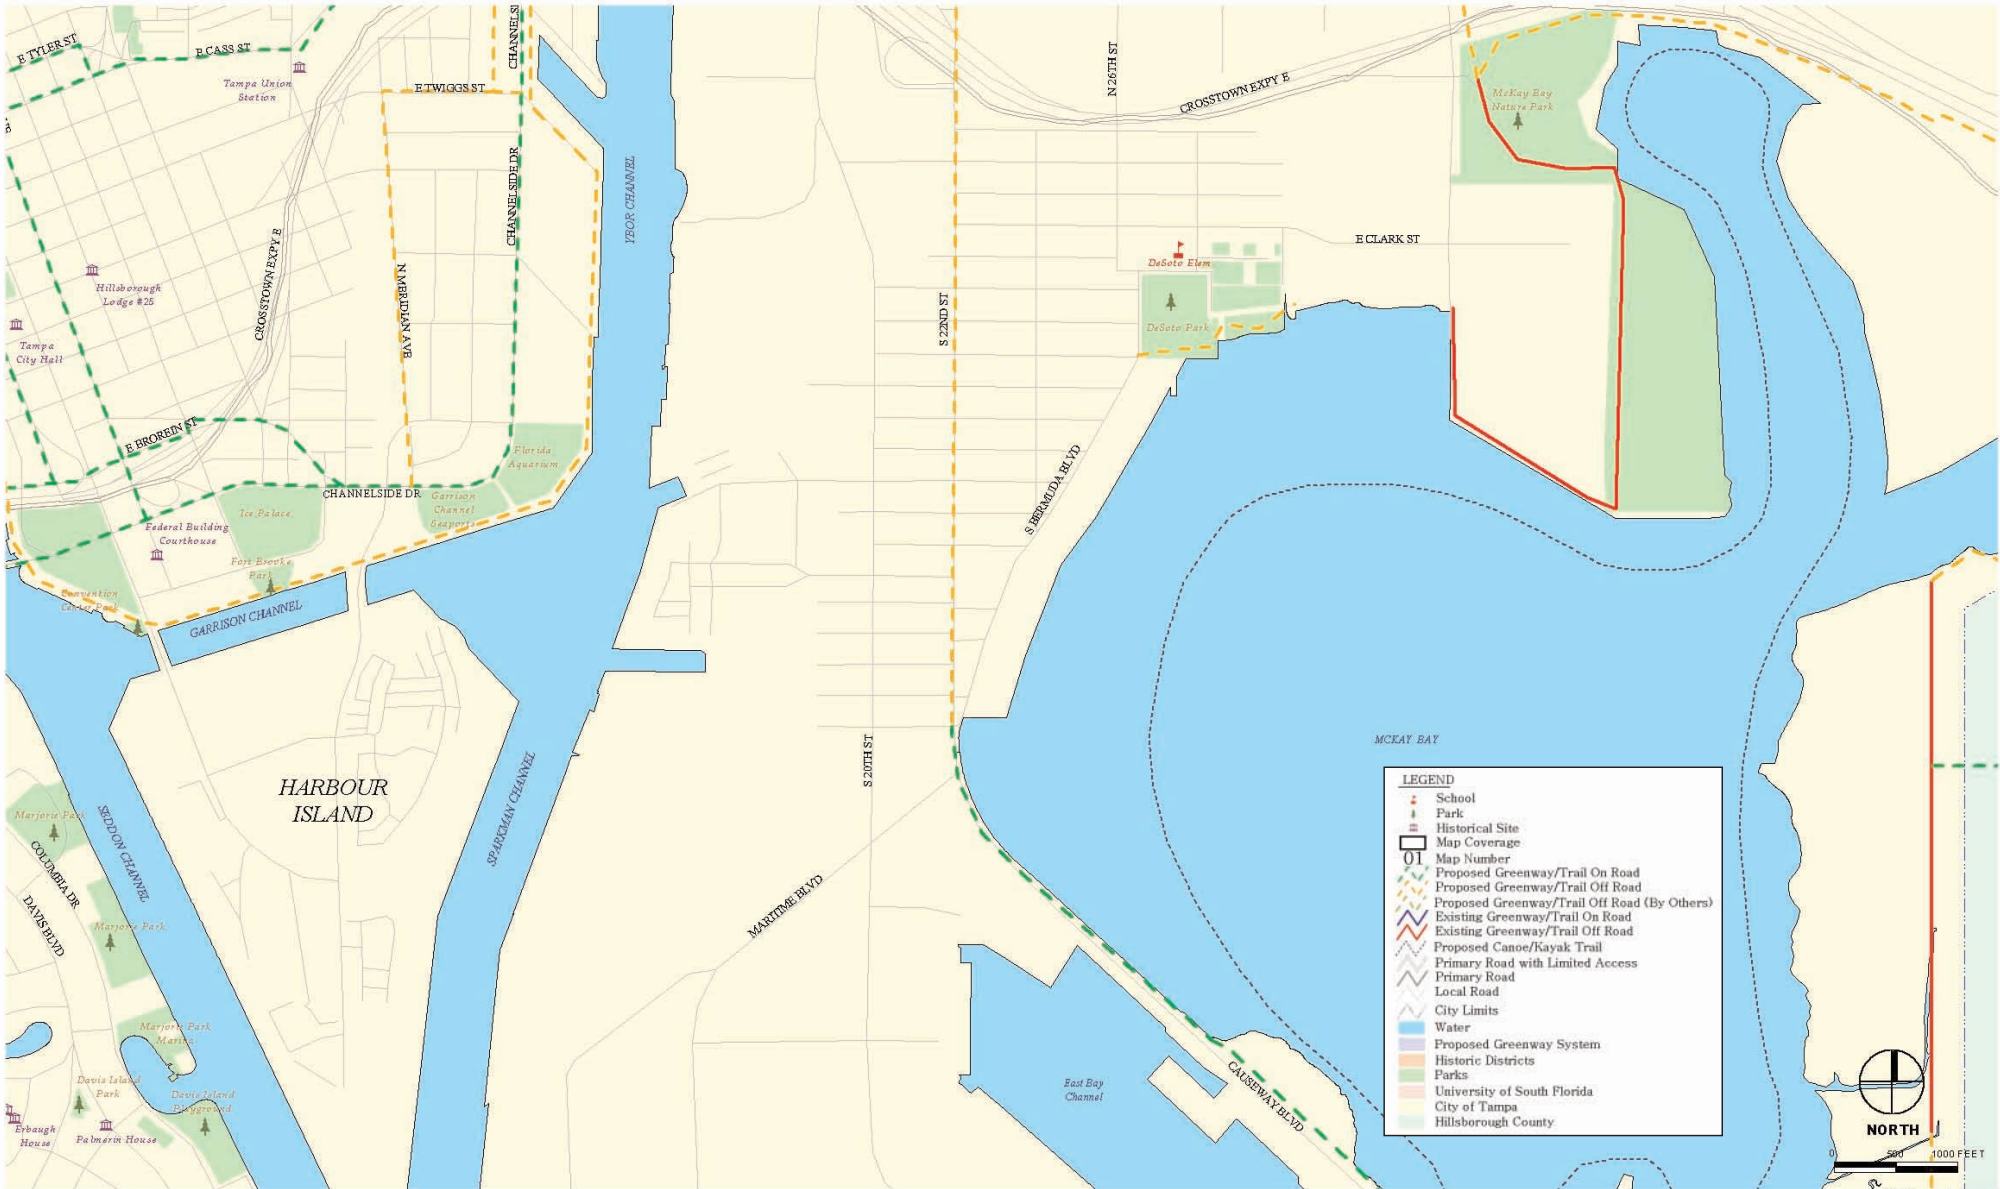 E TYLER ST
E CASS ST
Tampa Union
Station
E TWIGGS ST
CHANNELSI
CHANNELSIDE DR
YBOR CHANNEL
N 26TH ST
CROSSTOWN EXPY E
McKay Bay
Nature Park
Hillsborough
Lodge #25
Tampa
City Hall
CROSSTOWN EXPY E
N MERIDIAN AVE
S 22ND ST
DeSoto Elem
DeSoto Park
E CLARK ST
E BROREIN ST
Florida
Aquarium
CHANNELSIDE DR
Garrison
Channel
Seaports
Ice Palace
Federal Building
Courthouse
Fort Brooke
Park
Convention
Center Park
GARRISON CHANNEL
S BERMUDA BLVD
HARBOUR
ISLAND
SEDDON CHANNEL
SPARKMAN CHANNEL
S 20TH ST
MARITIME BLVD
MCKAY BAY
Marjorie Park
COLUMBIA DR
DAVIS BLVD
Marjorie Park
Marjorie Park
Marina
Davis Island
Park
Davis Island
Playground
Erbaugh
House
Palmerin House
East Bay
Channel
CAUSEWAY BLVD
LEGEND
School
Park
Historical Site
Map Coverage
01 Map Number
Proposed Greenway/Trail On Road
Proposed Greenway/Trail Off Road
Proposed Greenway/Trail Off Road (By Others)
Existing Greenway/Trail On Road
Existing Greenway/Trail Off Road
Proposed Canoe/Kayak Trail
Primary Road with Limited Access
Primary Road
Local Road
City Limits
Water
Proposed Greenway System
Historic Districts
Parks
University of South Florida
City of Tampa
Hillsborough County
NORTH
0 500 1000 FEET